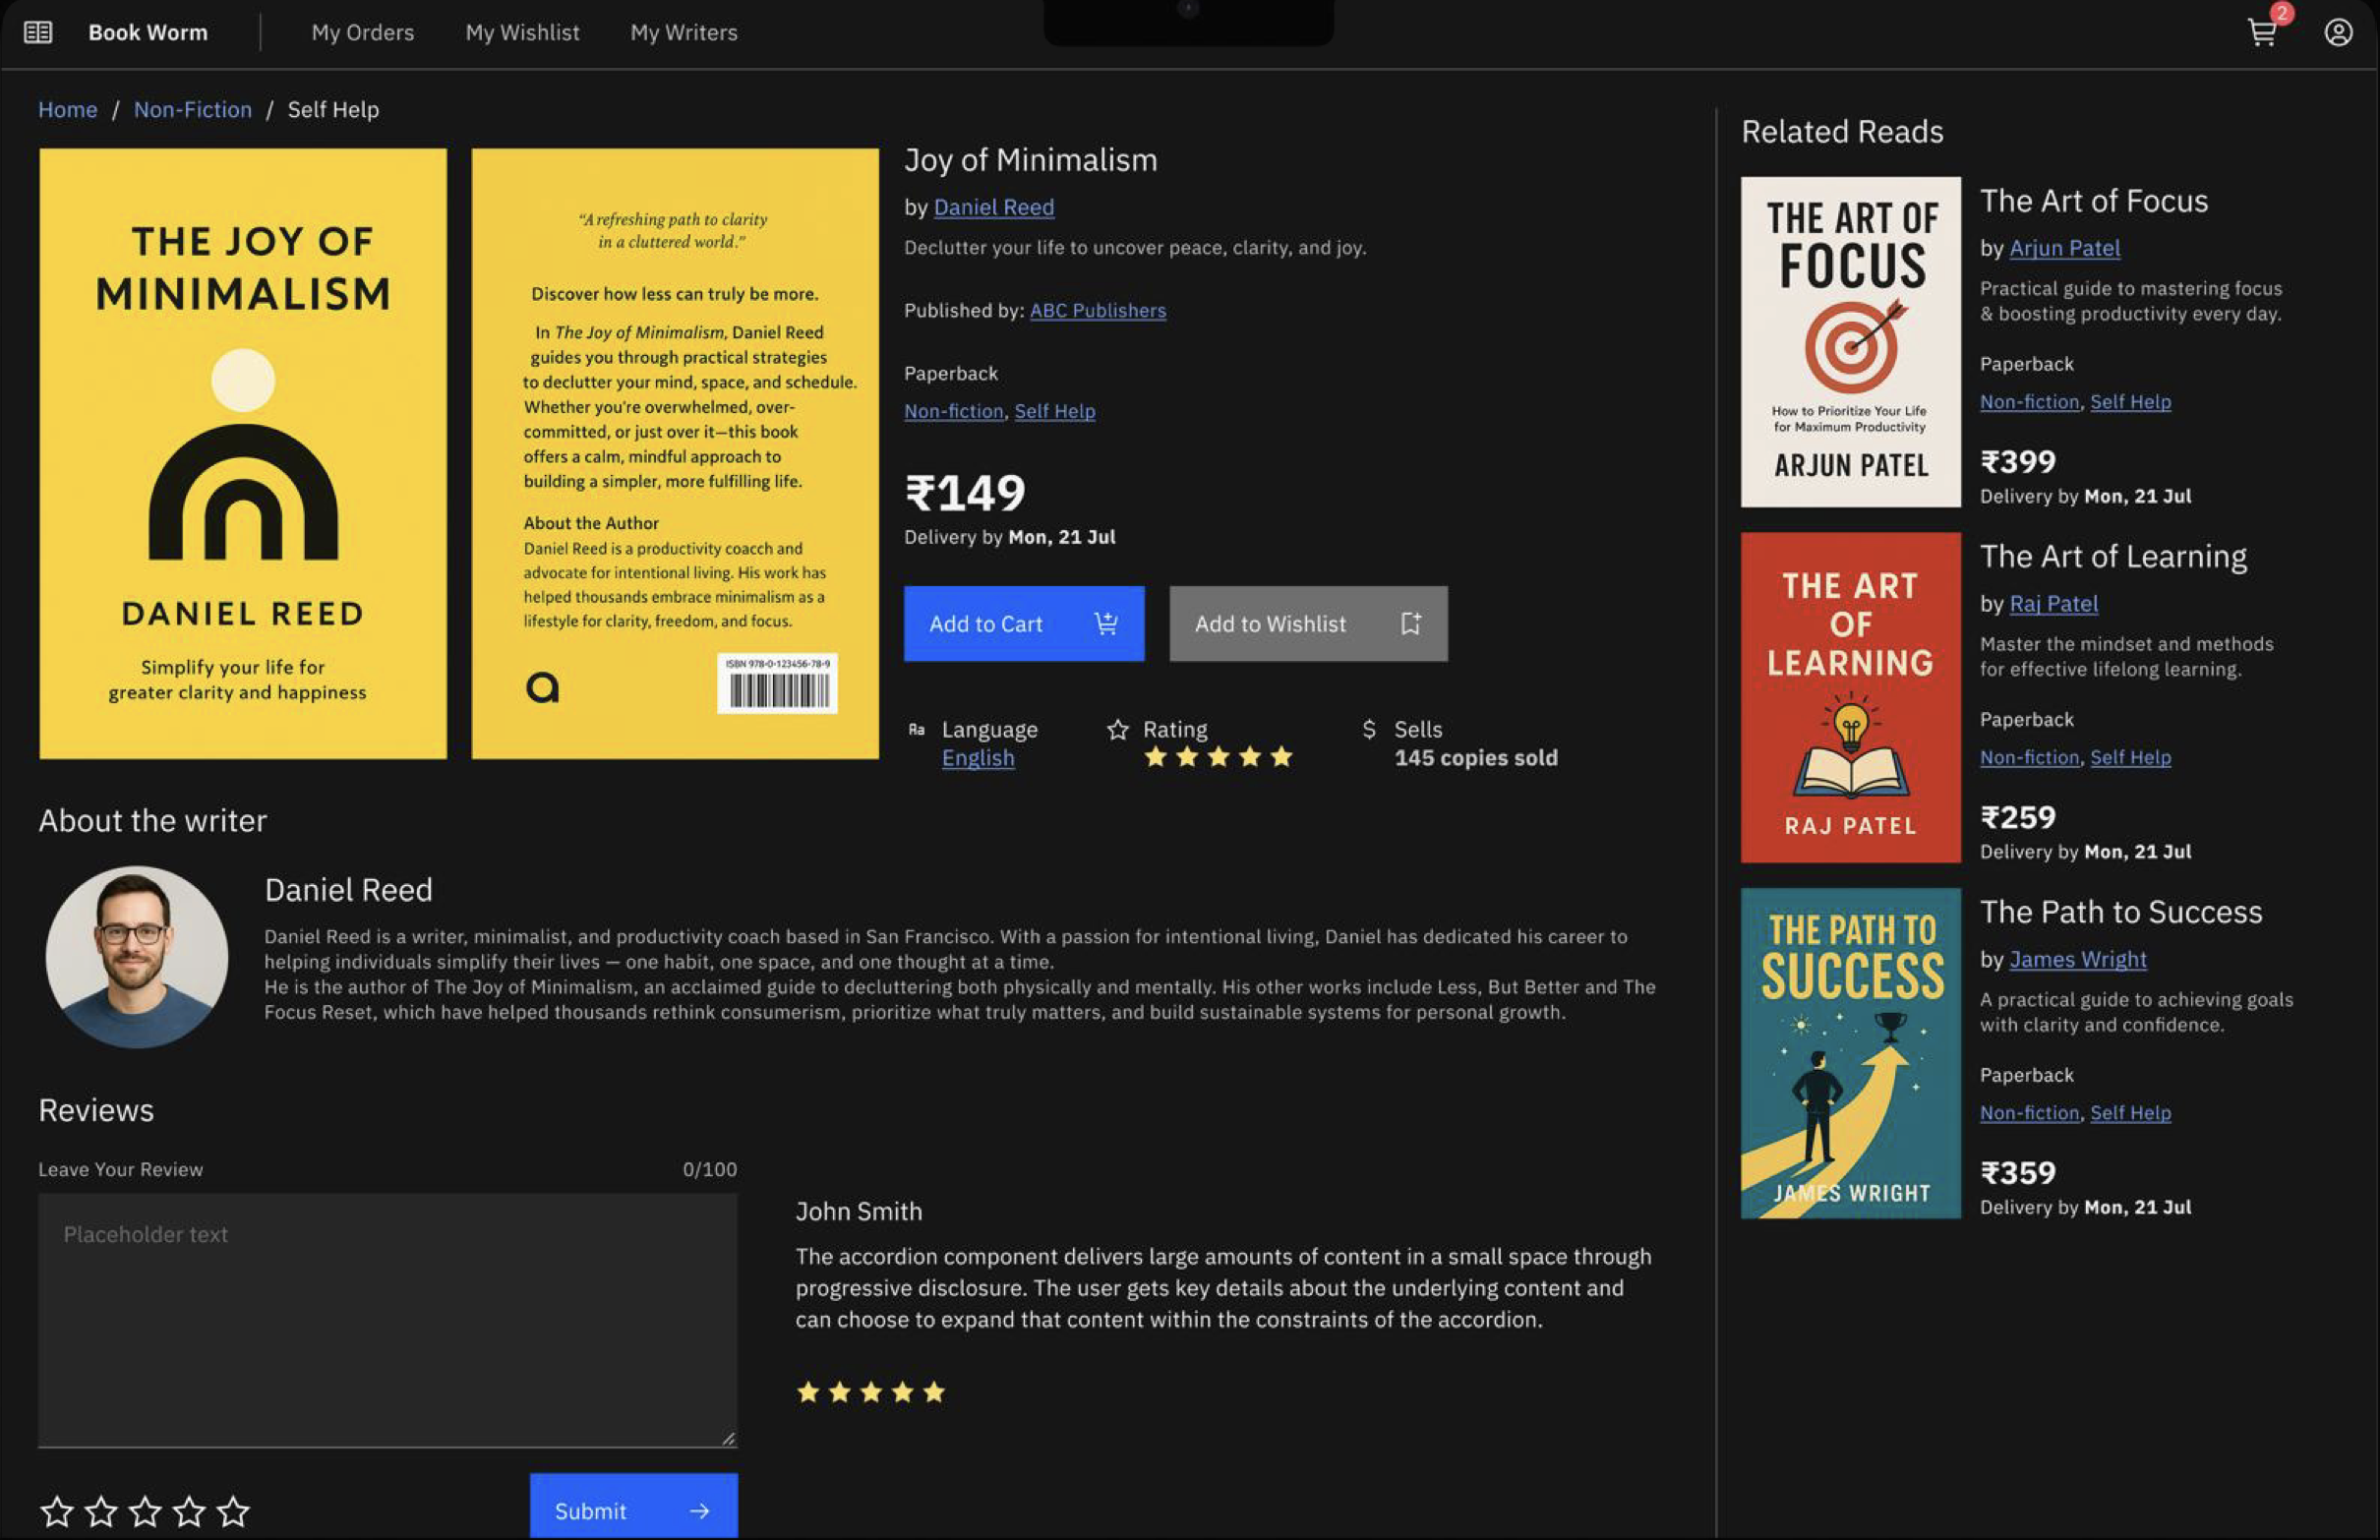 Book Worm
My Orders
My Wishlist
My Writers
2
Home / Non-Fiction / Self Help
THE JOY OF
MINIMALISM
DANIEL REED
Simplify your life for
greater clarity and happiness
“A refreshing path to clarity
in a cluttered world.”
Discover how less can truly be more.
In The Joy of Minimalism, Daniel Reed
guides you through practical strategies
to declutter your mind, space, and schedule.
Whether you're overwhelmed, over-
committed, or just over it—this book
offers a calm, mindful approach to
building a simpler, more fulfilling life.
About the Author
Daniel Reed is a productivity coacch and
advocate for intentional living. His work has
helped thousands embrace minimalism as a
lifestyle for clarity, freedom, and focus.
ISBN 978-0-123456-78-9
Joy of Minimalism
by Daniel Reed
Declutter your life to uncover peace, clarity, and joy.
Published by: ABC Publishers
Paperback
Non-fiction, Self Help
₹149
Delivery by Mon, 21 Jul
Add to Cart
Add to Wishlist
Aa Language
English
Rating
$ Sells
145 copies sold
About the writer
Daniel Reed
Daniel Reed is a writer, minimalist, and productivity coach based in San Francisco. With a passion for intentional living, Daniel has dedicated his career to
helping individuals simplify their lives — one habit, one space, and one thought at a time.
He is the author of The Joy of Minimalism, an acclaimed guide to decluttering both physically and mentally. His other works include Less, But Better and The
Focus Reset, which have helped thousands rethink consumerism, prioritize what truly matters, and build sustainable systems for personal growth.
Reviews
Leave Your Review
0/100
Placeholder text
Submit
John Smith
The accordion component delivers large amounts of content in a small space through
progressive disclosure. The user gets key details about the underlying content and
can choose to expand that content within the constraints of the accordion.
Related Reads
THE ART OF
FOCUS
How to Prioritize Your Life
for Maximum Productivity
ARJUN PATEL
The Art of Focus
by Arjun Patel
Practical guide to mastering focus
& boosting productivity every day.
Paperback
Non-fiction, Self Help
₹399
Delivery by Mon, 21 Jul
THE ART
OF
LEARNING
RAJ PATEL
The Art of Learning
by Raj Patel
Master the mindset and methods
for effective lifelong learning.
Paperback
Non-fiction, Self Help
₹259
Delivery by Mon, 21 Jul
THE PATH TO
SUCCESS
JAMES WRIGHT
The Path to Success
by James Wright
A practical guide to achieving goals
with clarity and confidence.
Paperback
Non-fiction, Self Help
₹359
Delivery by Mon, 21 Jul